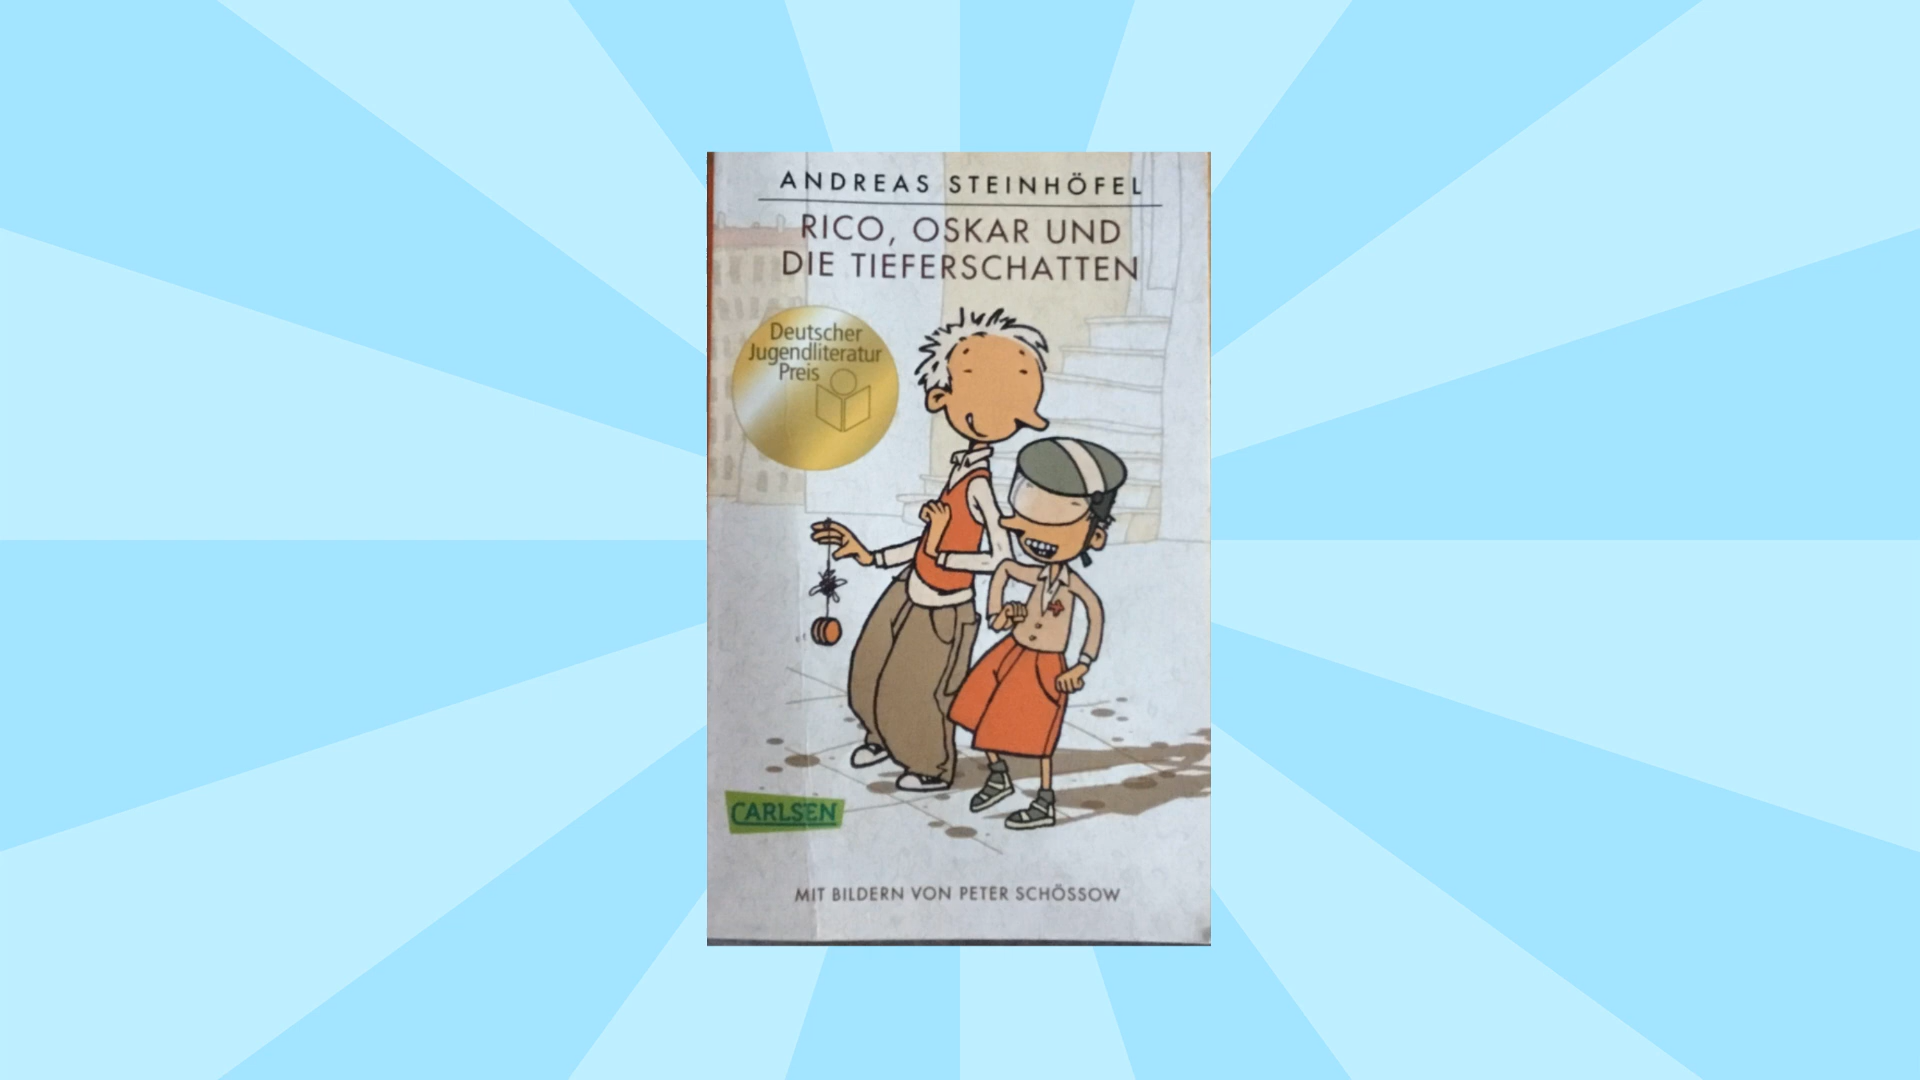 ANDREAS STEINHÖFEL
RICO, OSKAR UND
DIE TIEFERSCHATTEN
Deutscher
Jugendliteratur
Preis
CARLSEN
MIT BILDERN VON PETER SCHÖSSOW